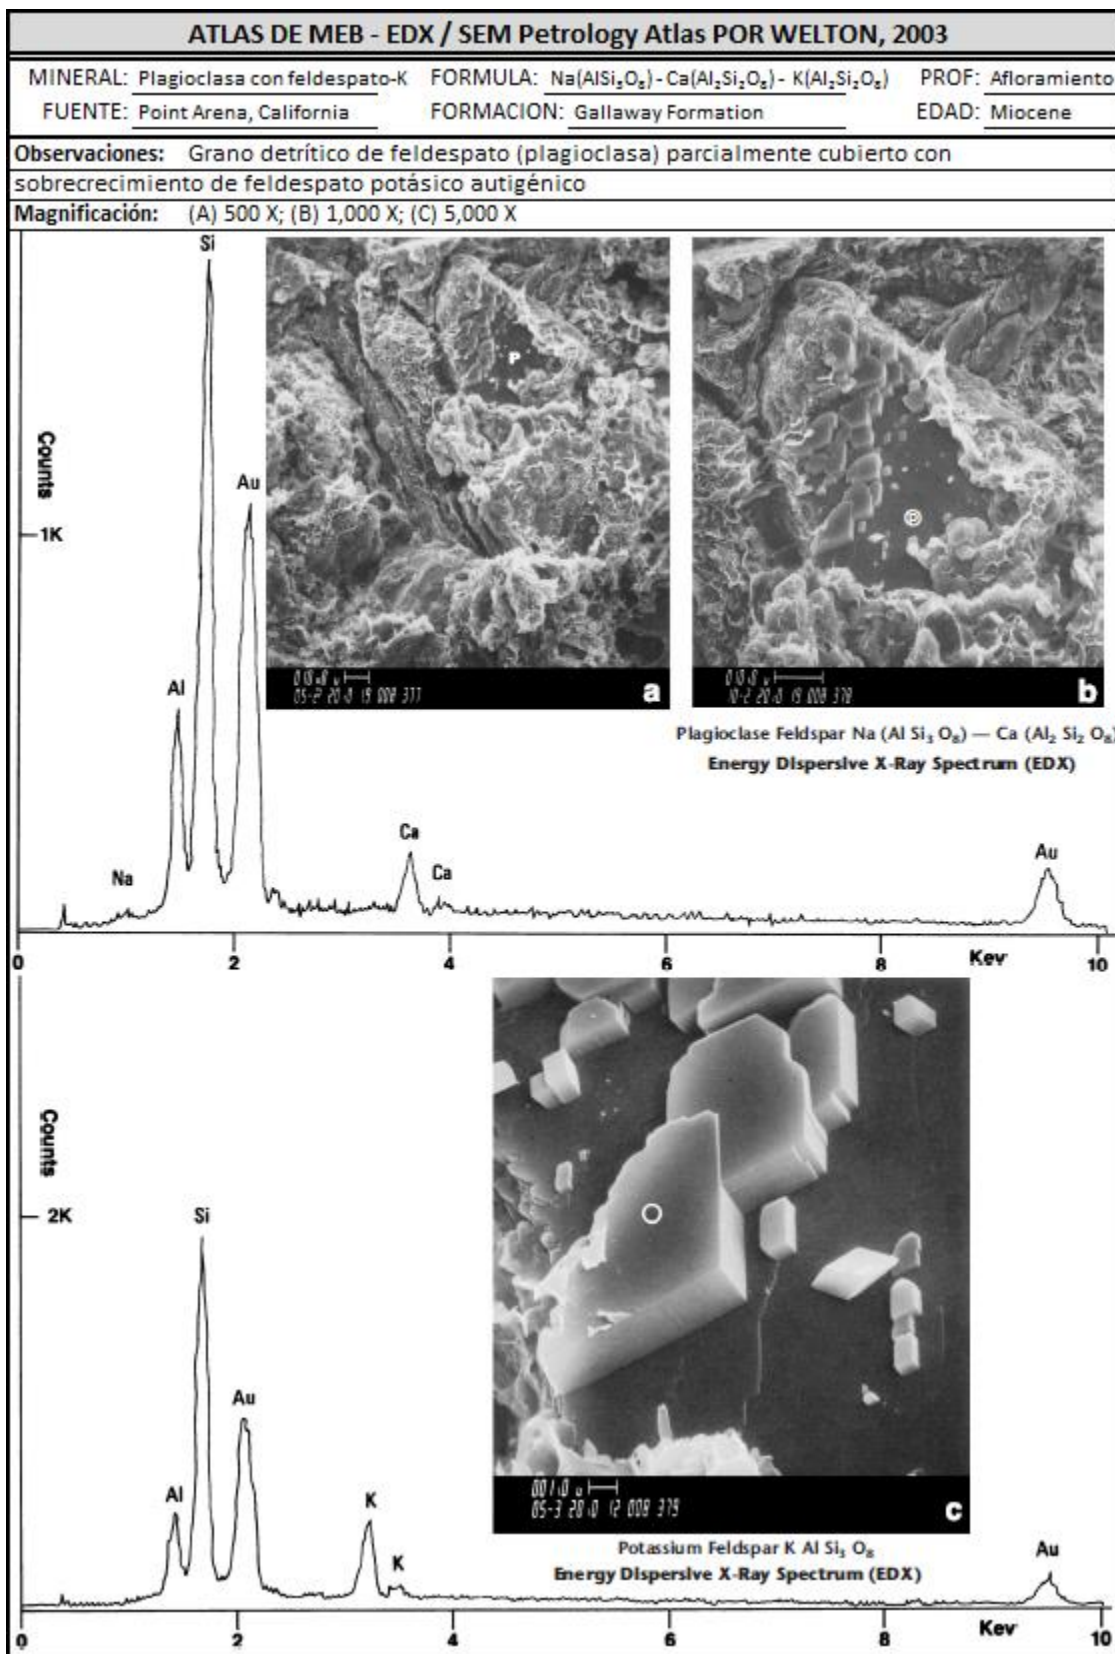 ATLAS DE MEB - EDX / SEM Petrology Atlas POR WELTON, 2003
MINERAL: Plagioclasa con feldespato-K FORMULA: Na(AlSi₃O₈) - Ca(Al₂Si₂O₈) - K(Al₂Si₂O₈) PROF: Afloramiento
FUENTE: Point Arena, California FORMACION: Gallaway Formation EDAD: Miocene
Observaciones: Grano detrítico de feldespato (plagioclasa) parcialmente cubierto con
sobrecrecimiento de feldespato potásico autigénico
Magnificación: (A) 500 X; (B) 1,000 X; (C) 5,000 X
Si
Counts
1K
Au
Al
Na
Ca
Ca
Au
P
a
b
Plagioclase Feldspar Na (Al Si₃ O₈) — Ca (Al₂ Si₂ O₈)
Energy Dispersive X-Ray Spectrum (EDX)
0 2 4 6 8 Kev 10
Counts
2K
Si
Au
Al
K
K
Au
c
Potassium Feldspar K Al Si₃ O₈
Energy Dispersive X-Ray Spectrum (EDX)
0 2 4 6 8 Kev 10